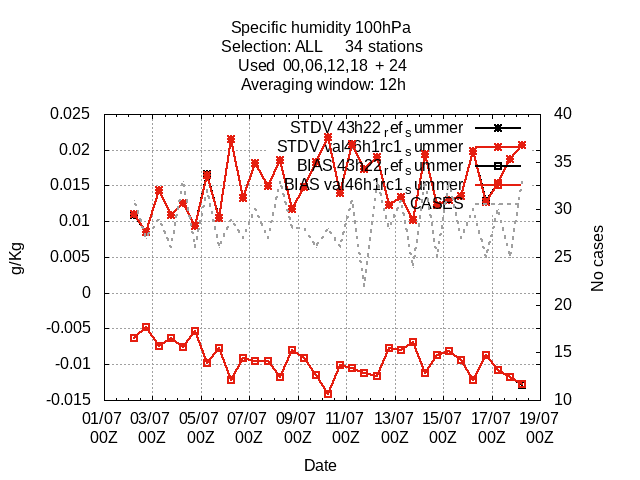 Specific humidity 100hPa
Selection: ALL 34 stations
Used 00,06,12,18 + 24
Averaging window: 12h
STDV 43h22_ref_summer
STDV val46h1rc1_summer
BIAS 43h22_ref_summer
BIAS val46h1rc1_summer
CASES
0.025
0.02
0.015
0.01
0.005
0
-0.005
-0.01
-0.015
g/Kg
40
35
30
25
20
15
10
No cases
01/07 03/07 05/07 07/07 09/07 11/07 13/07 15/07 17/07 19/07
00Z 00Z 00Z 00Z 00Z 00Z 00Z 00Z 00Z 00Z
Date